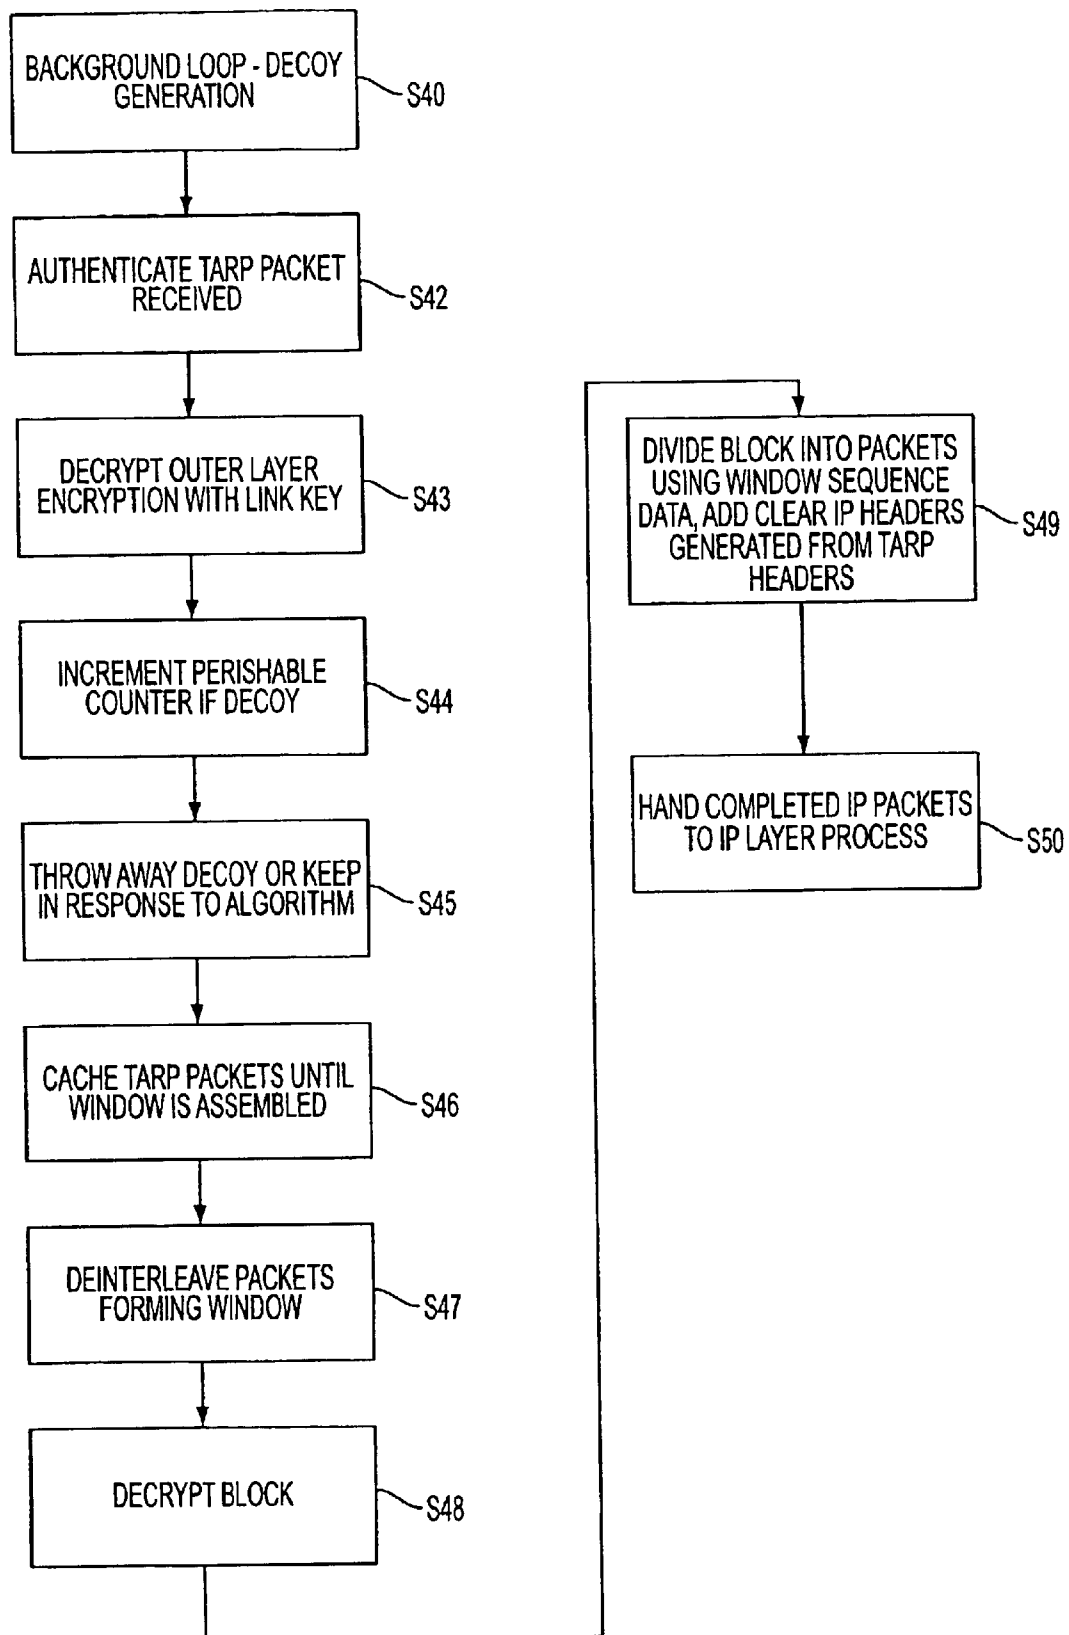 BACKGROUND LOOP - DECOY
GENERATION
S40
AUTHENTICATE TARP PACKET
RECEIVED
S42
DECRYPT OUTER LAYER
ENCRYPTION WITH LINK KEY
S43
INCREMENT PERISHABLE
COUNTER IF DECOY
S44
THROW AWAY DECOY OR KEEP
IN RESPONSE TO ALGORITHM
S45
CACHE TARP PACKETS UNTIL
WINDOW IS ASSEMBLED
S46
DEINTERLEAVE PACKETS
FORMING WINDOW
S47
DECRYPT BLOCK
S48
DIVIDE BLOCK INTO PACKETS
USING WINDOW SEQUENCE
DATA, ADD CLEAR IP HEADERS
GENERATED FROM TARP
HEADERS
S49
HAND COMPLETED IP PACKETS
TO IP LAYER PROCESS
S50